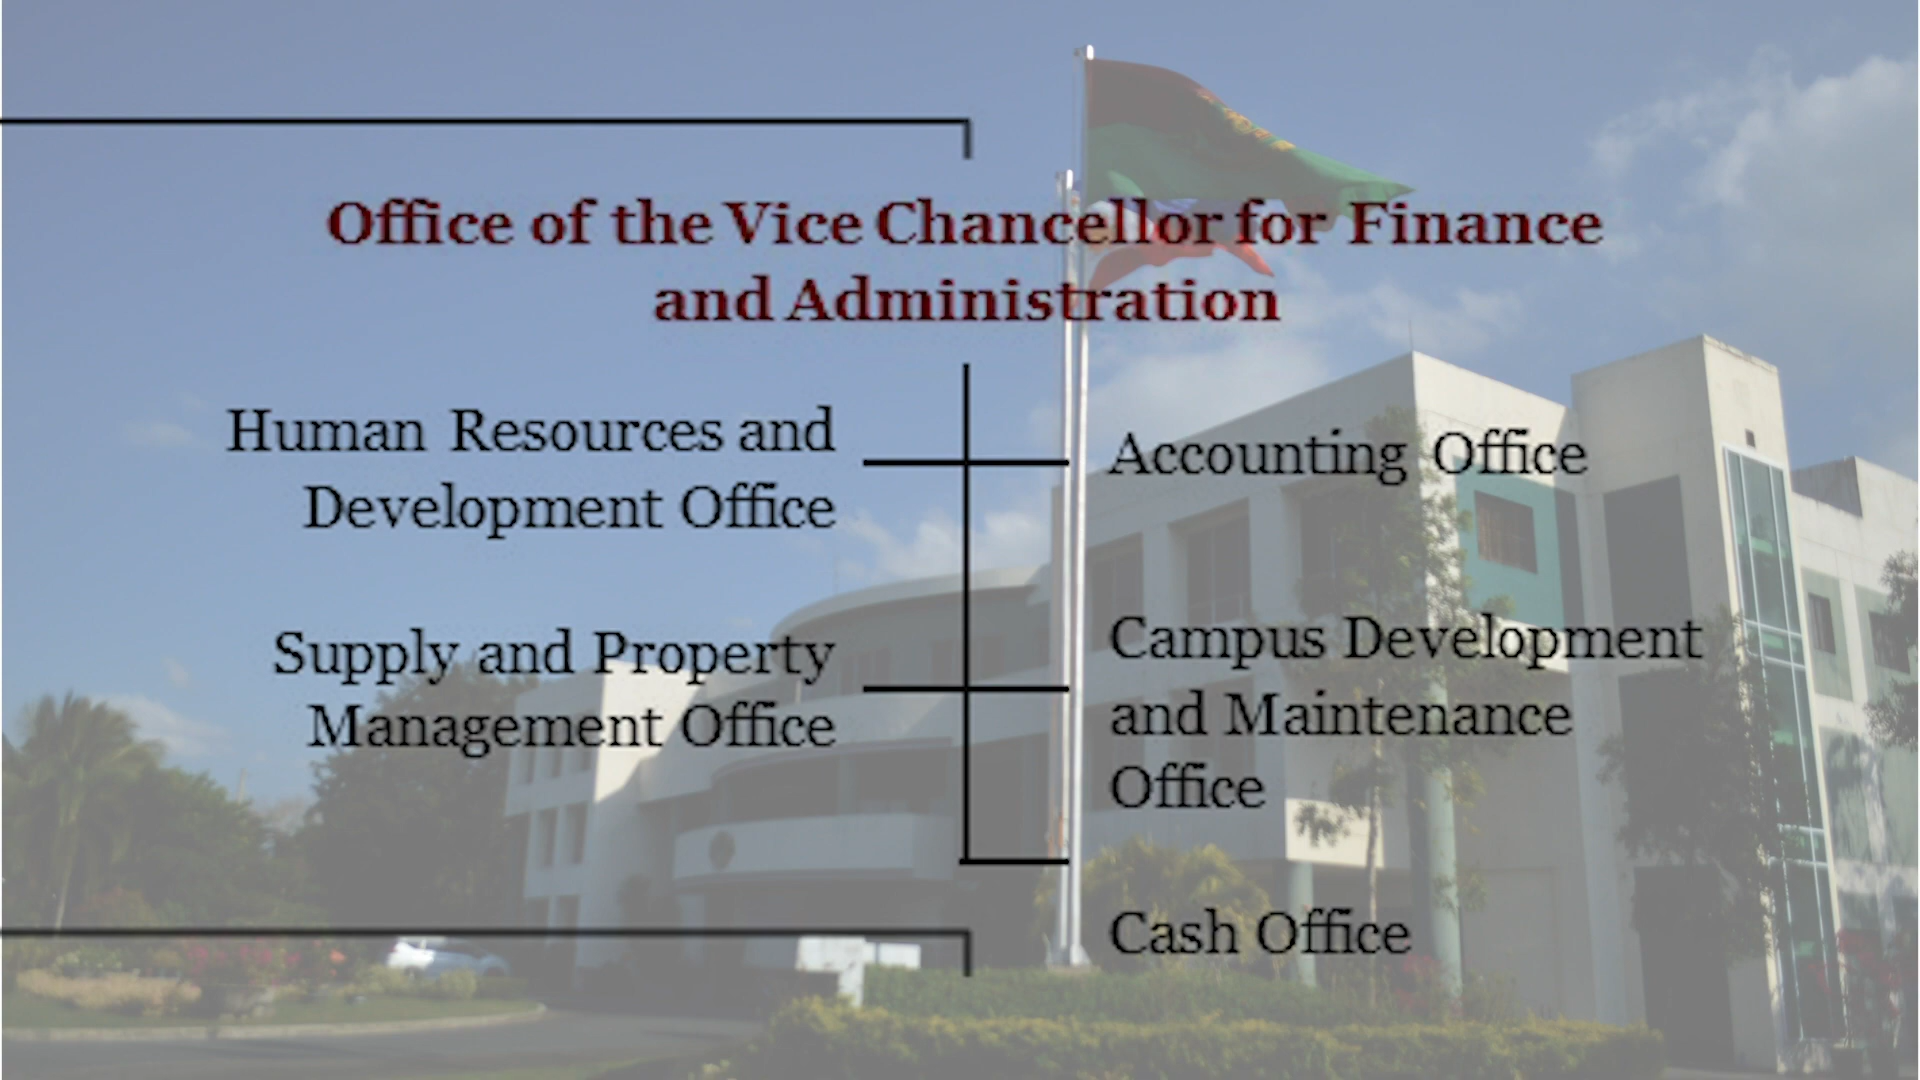 Office of the Vice Chancellor for Finance
and Administration
Human Resources and
Development Office
Accounting Office
Supply and Property
Management Office
Campus Development
and Maintenance
Office
Cash Office